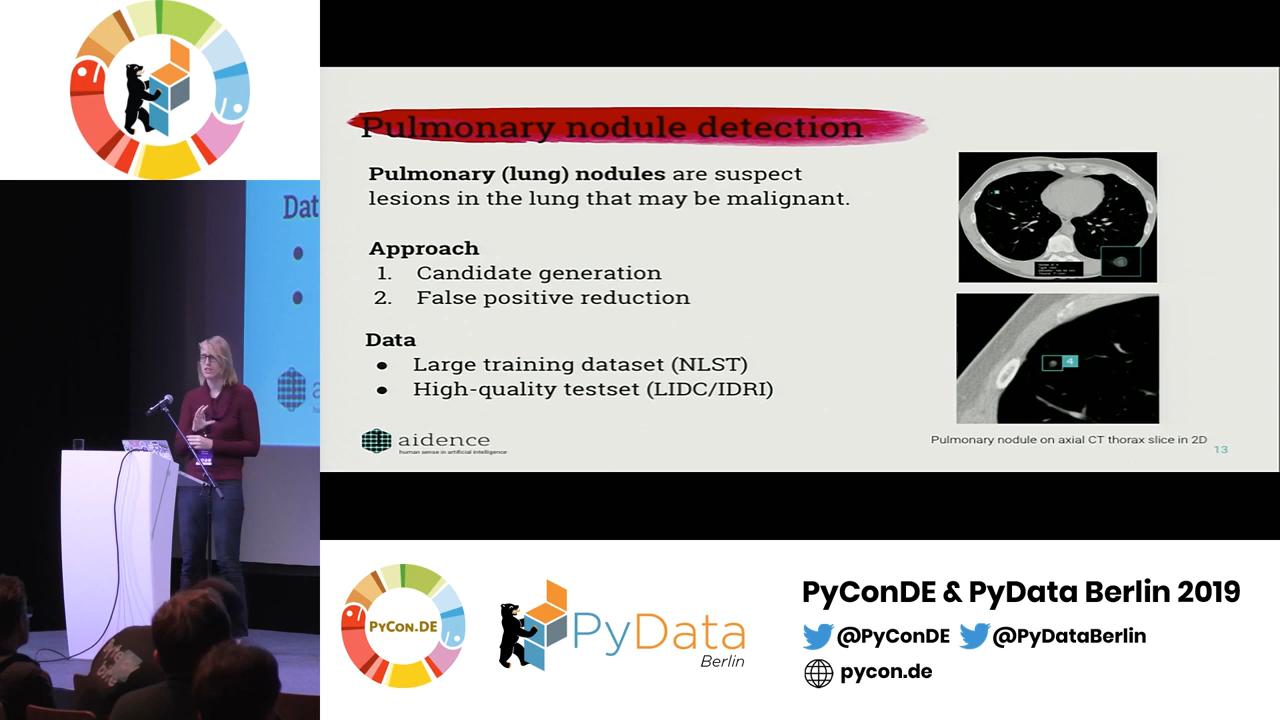 Dat
Pulmonary nodule detection
Pulmonary (lung) nodules are suspect
lesions in the lung that may be malignant.
Approach
1. Candidate generation
2. False positive reduction
Data
● Large training dataset (NLST)
● High-quality testset (LIDC/IDRI)
aidence
human sense in artificial intelligence
4
Pulmonary nodule on axial CT thorax slice in 2D
13
PyCon.DE
PyData
Berlin
PyConDE & PyData Berlin 2019
@PyConDE @PyDataBerlin
pycon.de